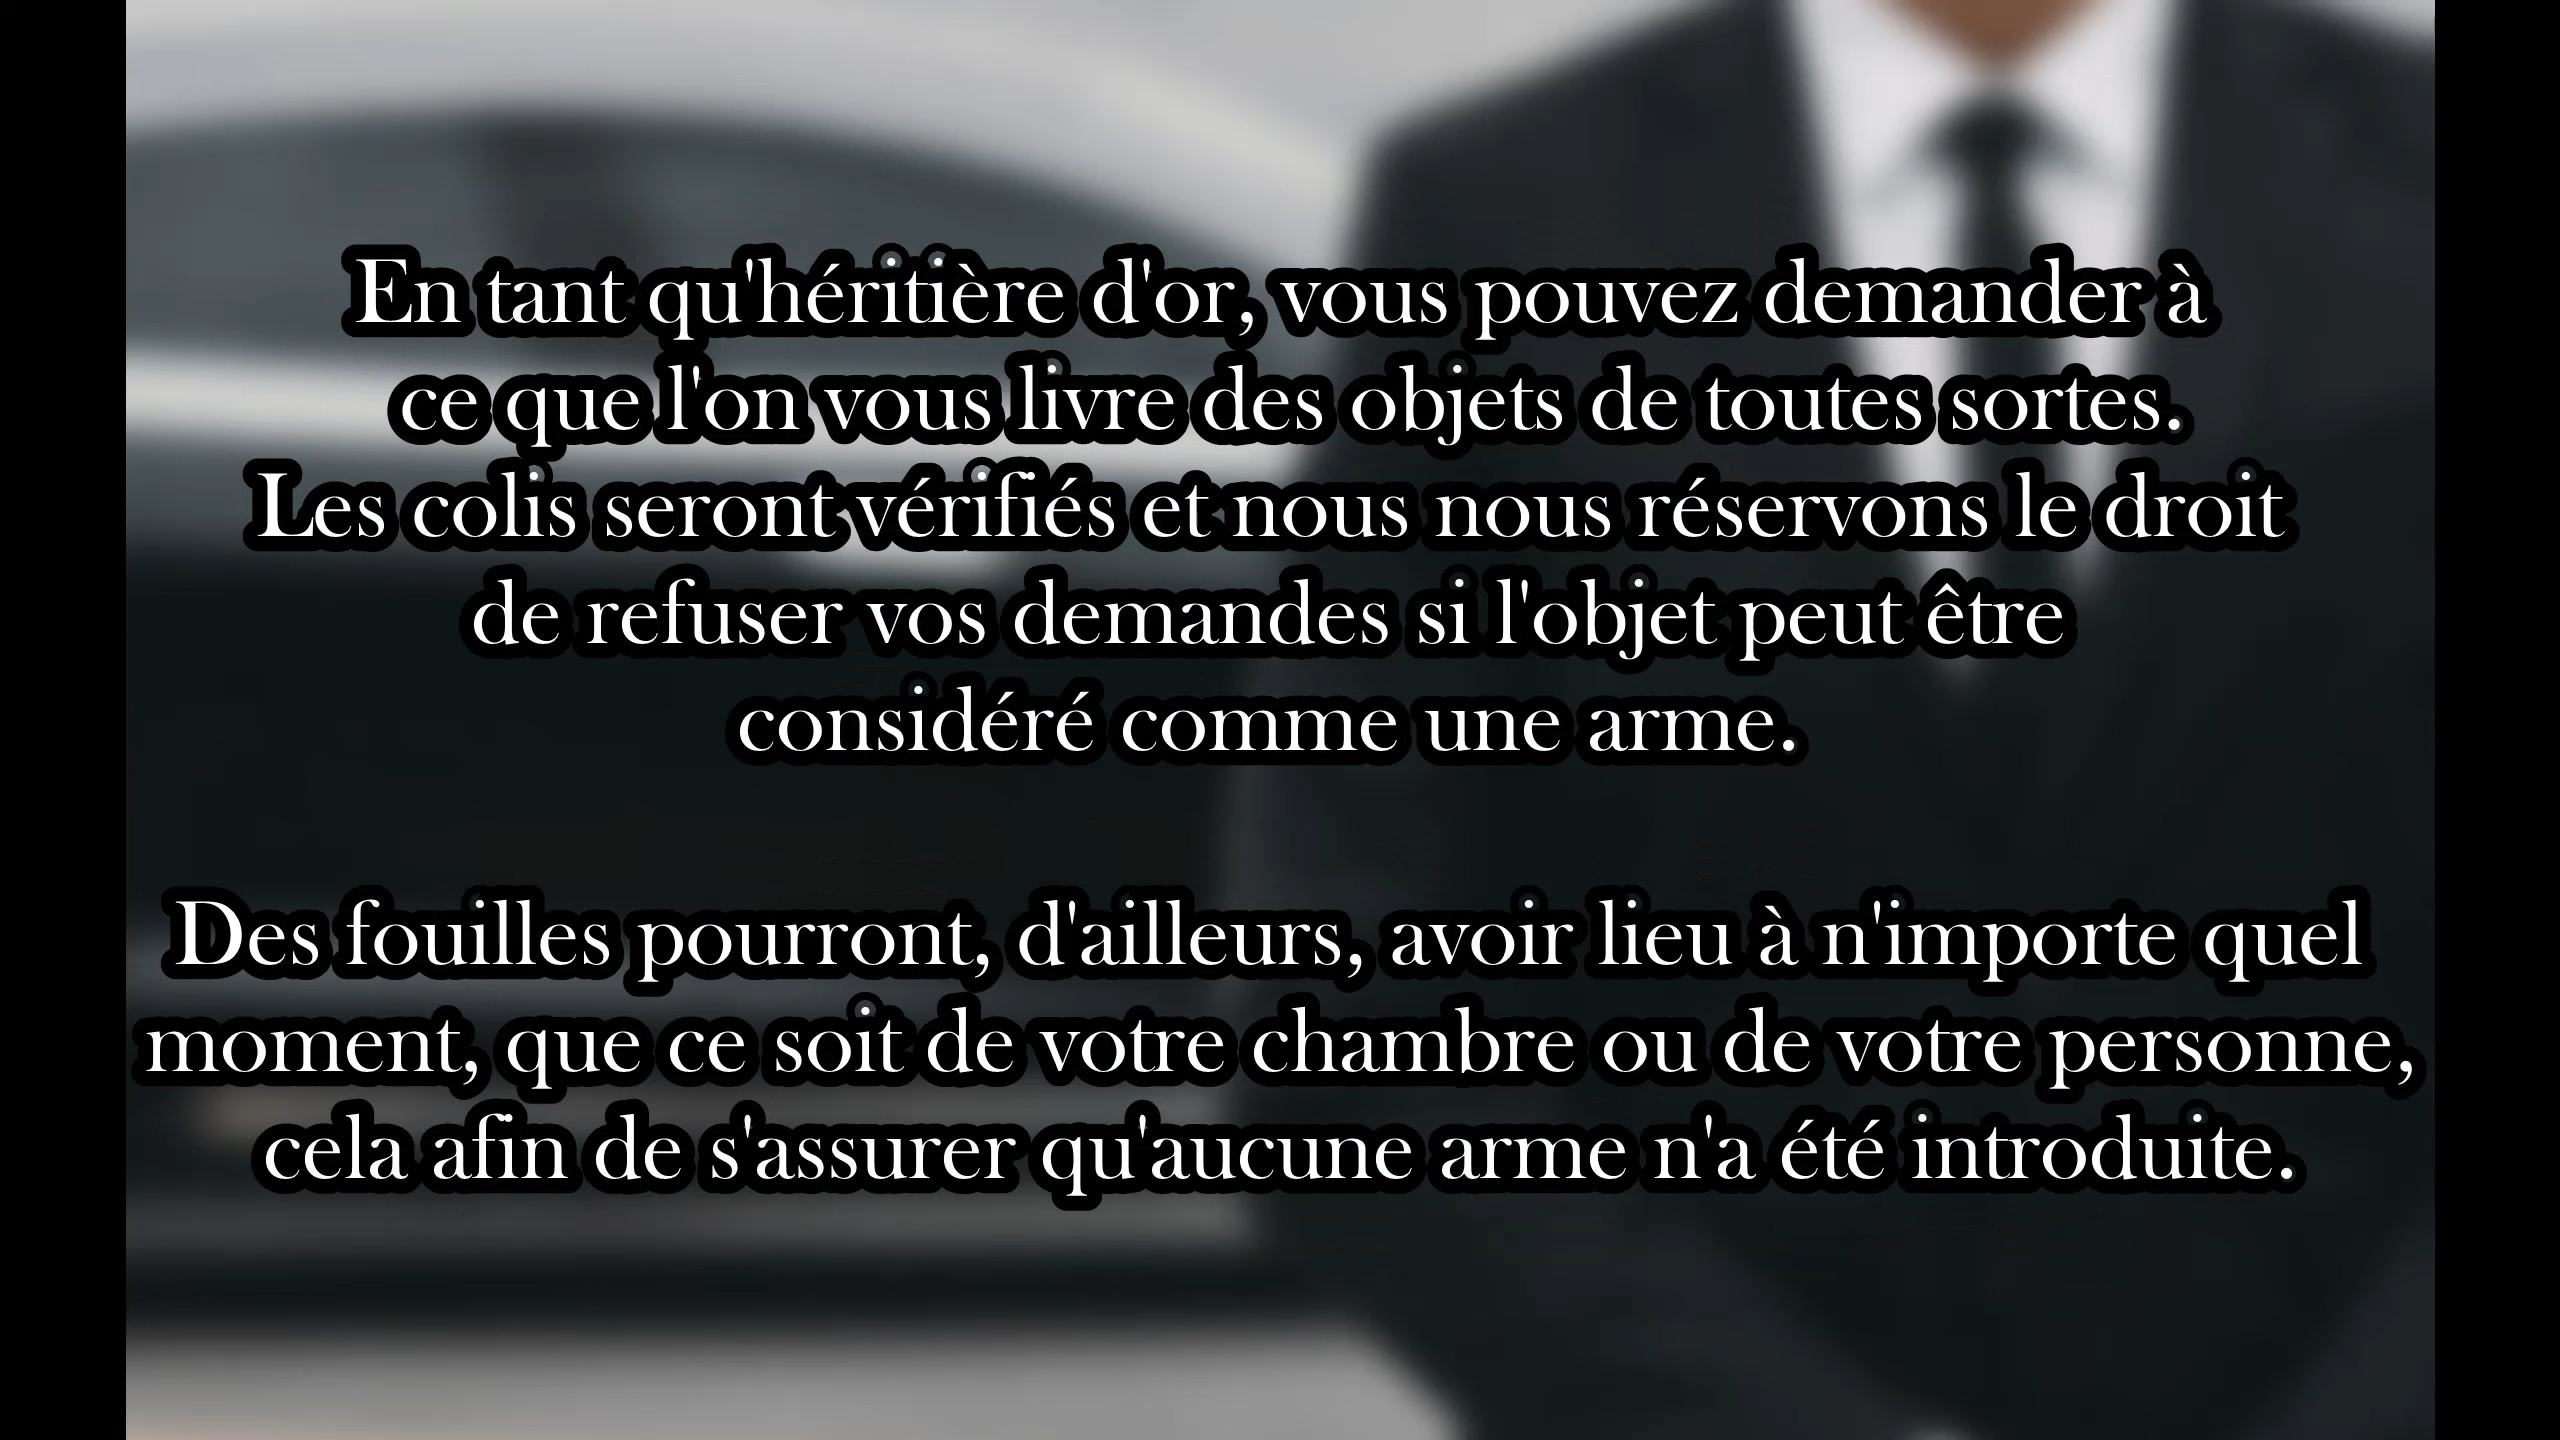 En tant qu'héritière d'or, vous pouvez demander à
ce que l'on vous livre des objets de toutes sortes.
Les colis seront vérifiés et nous nous réservons le droit
de refuser vos demandes si l'objet peut être
considéré comme une arme.
Des fouilles pourront, d'ailleurs, avoir lieu à n'importe quel
moment, que ce soit de votre chambre ou de votre personne,
cela afin de s'assurer qu'aucune arme n'a été introduite.